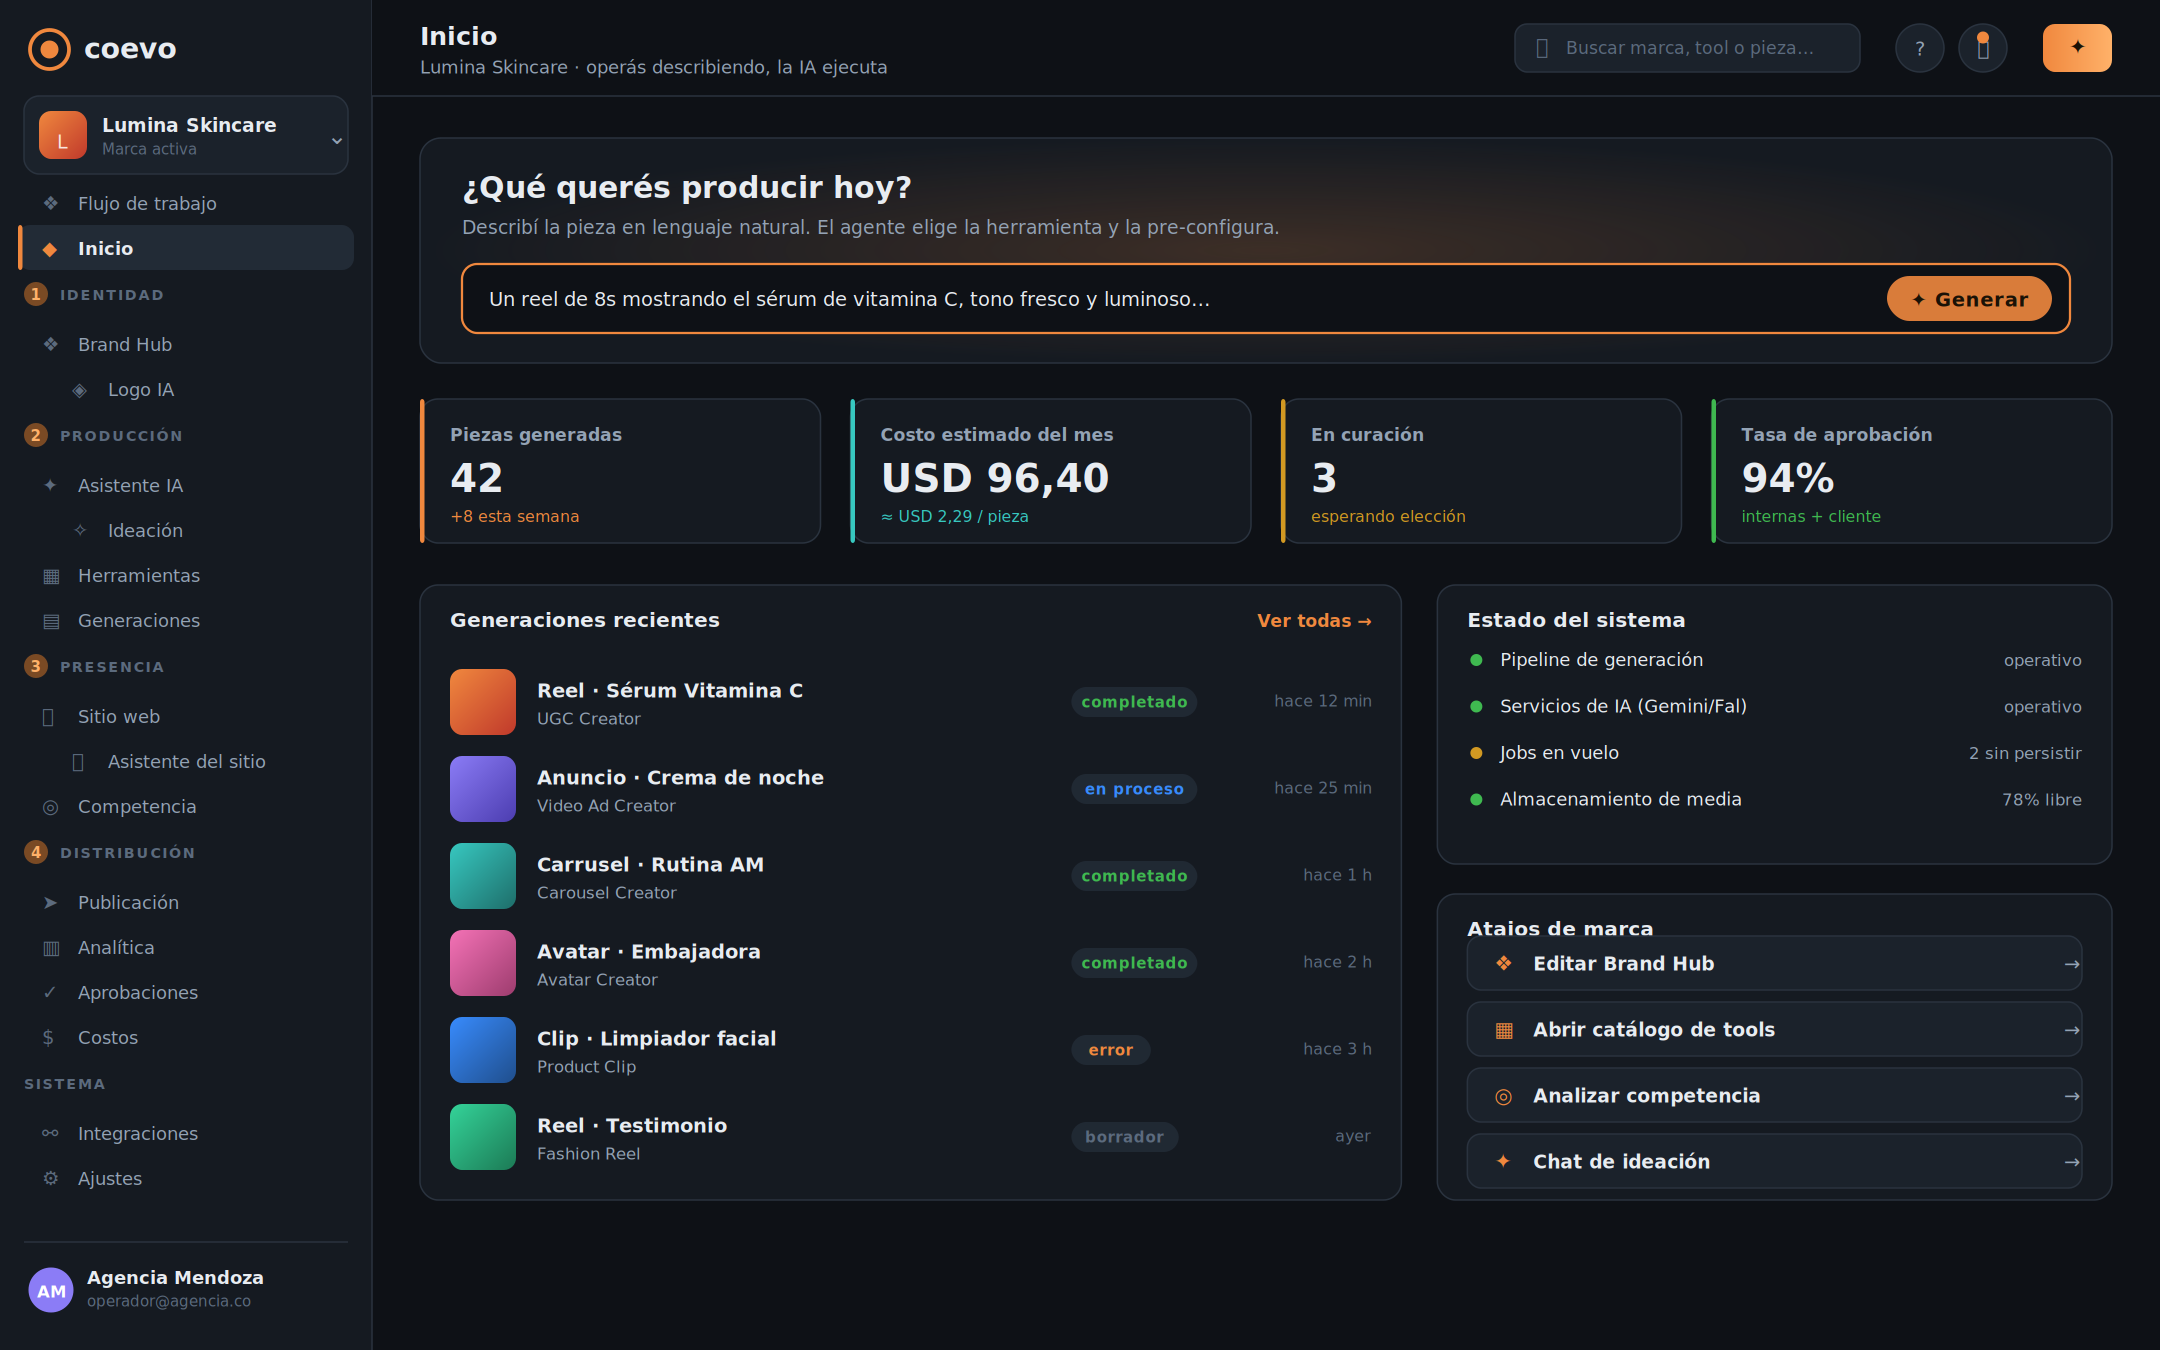 coevo
L
Lumina Skincare
Marca activa
Flujo de trabajo
Inicio
1 IDENTIDAD
Brand Hub
Logo IA
2 PRODUCCIÓN
Asistente IA
Ideación
Herramientas
Generaciones
3 PRESENCIA
Sitio web
Asistente del sitio
Competencia
4 DISTRIBUCIÓN
Publicación
Analítica
Aprobaciones
$ Costos
SISTEMA
Integraciones
Ajustes
AM
Agencia Mendoza
operador@agencia.co
Inicio
Lumina Skincare · operás describiendo, la IA ejecuta
Buscar marca, tool o pieza…
?
¿Qué querés producir hoy?
Describí la pieza en lenguaje natural. El agente elige la herramienta y la pre-configura.
Un reel de 8s mostrando el sérum de vitamina C, tono fresco y luminoso…
✦ Generar
Piezas generadas
42
+8 esta semana
Costo estimado del mes
USD 96,40
≈ USD 2,29 / pieza
En curación
3
esperando elección
Tasa de aprobación
94%
internas + cliente
Generaciones recientes
Ver todas →
Reel · Sérum Vitamina C
UGC Creator
completado
hace 12 min
Anuncio · Crema de noche
Video Ad Creator
en proceso
hace 25 min
Carrusel · Rutina AM
Carousel Creator
completado
hace 1 h
Avatar · Embajadora
Avatar Creator
completado
hace 2 h
Clip · Limpiador facial
Product Clip
error
hace 3 h
Reel · Testimonio
Fashion Reel
borrador
ayer
Estado del sistema
Pipeline de generación
operativo
Servicios de IA (Gemini/Fal)
operativo
Jobs en vuelo
2 sin persistir
Almacenamiento de media
78% libre
Atajos de marca
Editar Brand Hub →
Abrir catálogo de tools →
Analizar competencia →
Chat de ideación →